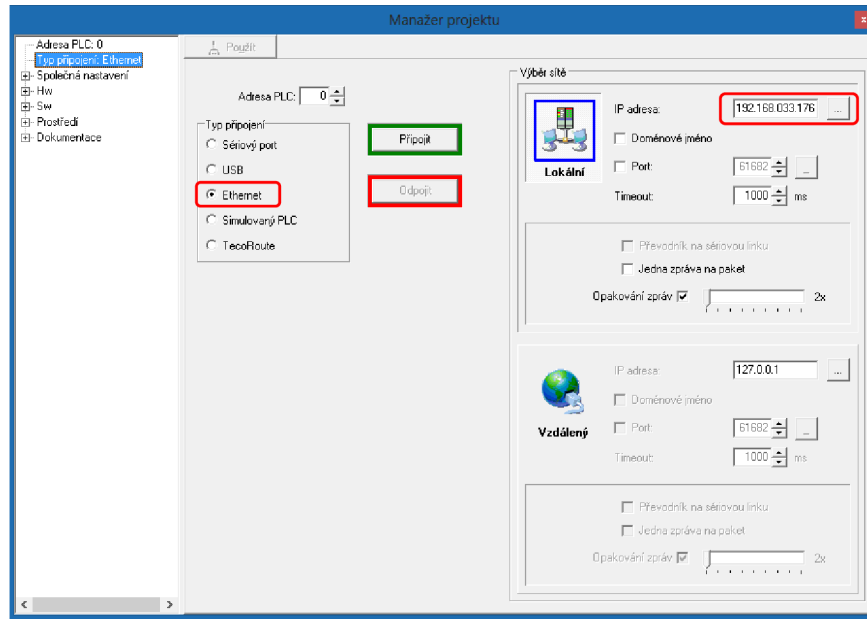 Manažer projektu
Adresa PLC: 0
Typ připojení: Ethernet
Společná nastavení
Hw
Sw
Prostředí
Dokumentace
Použít
Adresa PLC: 0
Typ připojení
Sériový port
USB
Ethernet
Simulovaný PLC
TecoRoute
Připojit
Odpojit
Výběr sítě
Lokální
IP adresa: 192.168.033.176 ...
Doménové jméno
Port: 61682 _
Timeout: 1000 ms
Převodník na sériovou linku
Jedna zpráva na paket
Opakování zpráv 2x
Vzdálený
IP adresa: 127.0.0.1 ...
Doménové jméno
Port: 61682 _
Timeout: 1000 ms
Převodník na sériovou linku
Jedna zpráva na paket
Opakování zpráv 2x